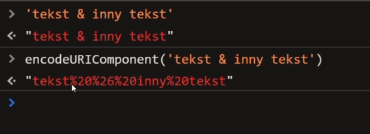 > 'tekst & inny tekst'
<· "tekst & inny tekst"
> encodeURIComponent('tekst & inny tekst')
<· "tekst%20%26%20inny%20tekst"
>